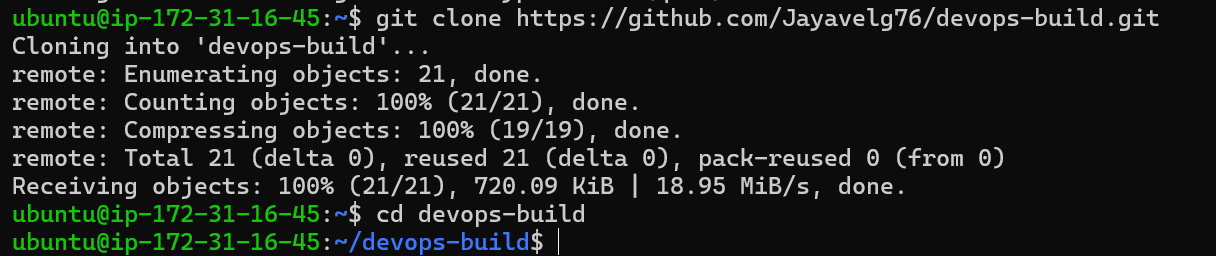 ubuntu@ip-172-31-16-45:~$ git clone https://github.com/Jayavelg76/devops-build.git
Cloning into 'devops-build'...
remote: Enumerating objects: 21, done.
remote: Counting objects: 100% (21/21), done.
remote: Compressing objects: 100% (19/19), done.
remote: Total 21 (delta 0), reused 21 (delta 0), pack-reused 0 (from 0)
Receiving objects: 100% (21/21), 720.09 KiB | 18.95 MiB/s, done.
ubuntu@ip-172-31-16-45:~$ cd devops-build
ubuntu@ip-172-31-16-45:~/devops-build$